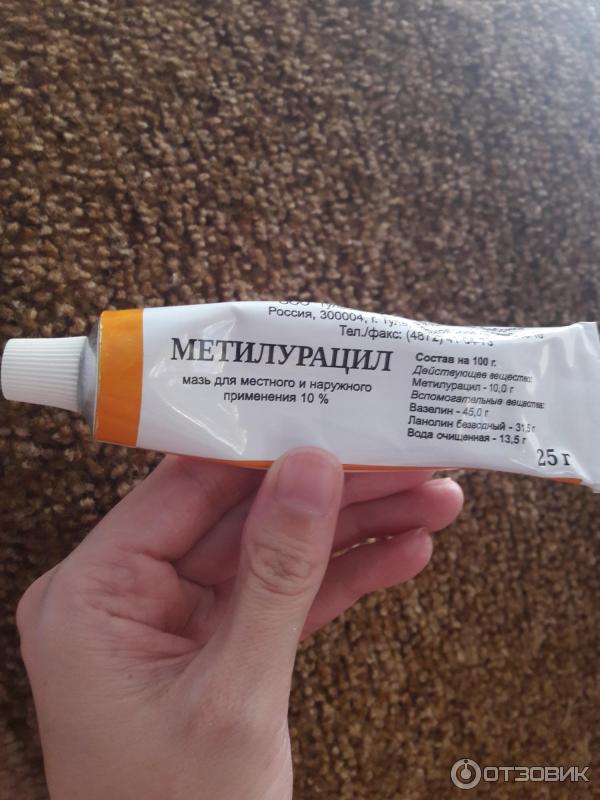 Россия, 300004, г.
Тел./факс: (4872)
МЕТИЛУРАЦИЛ
мазь для местного и наружного
применения 10 %
Состав на 100 г.
Действующее вещество:
Метилурацил - 10,0 г
Вспомогательные вещества:
Вазелин - 45,0 г
Ланолин безводный - 31,5 г
Вода очищенная - 13,5 г
25 г
ОТЗОВИК